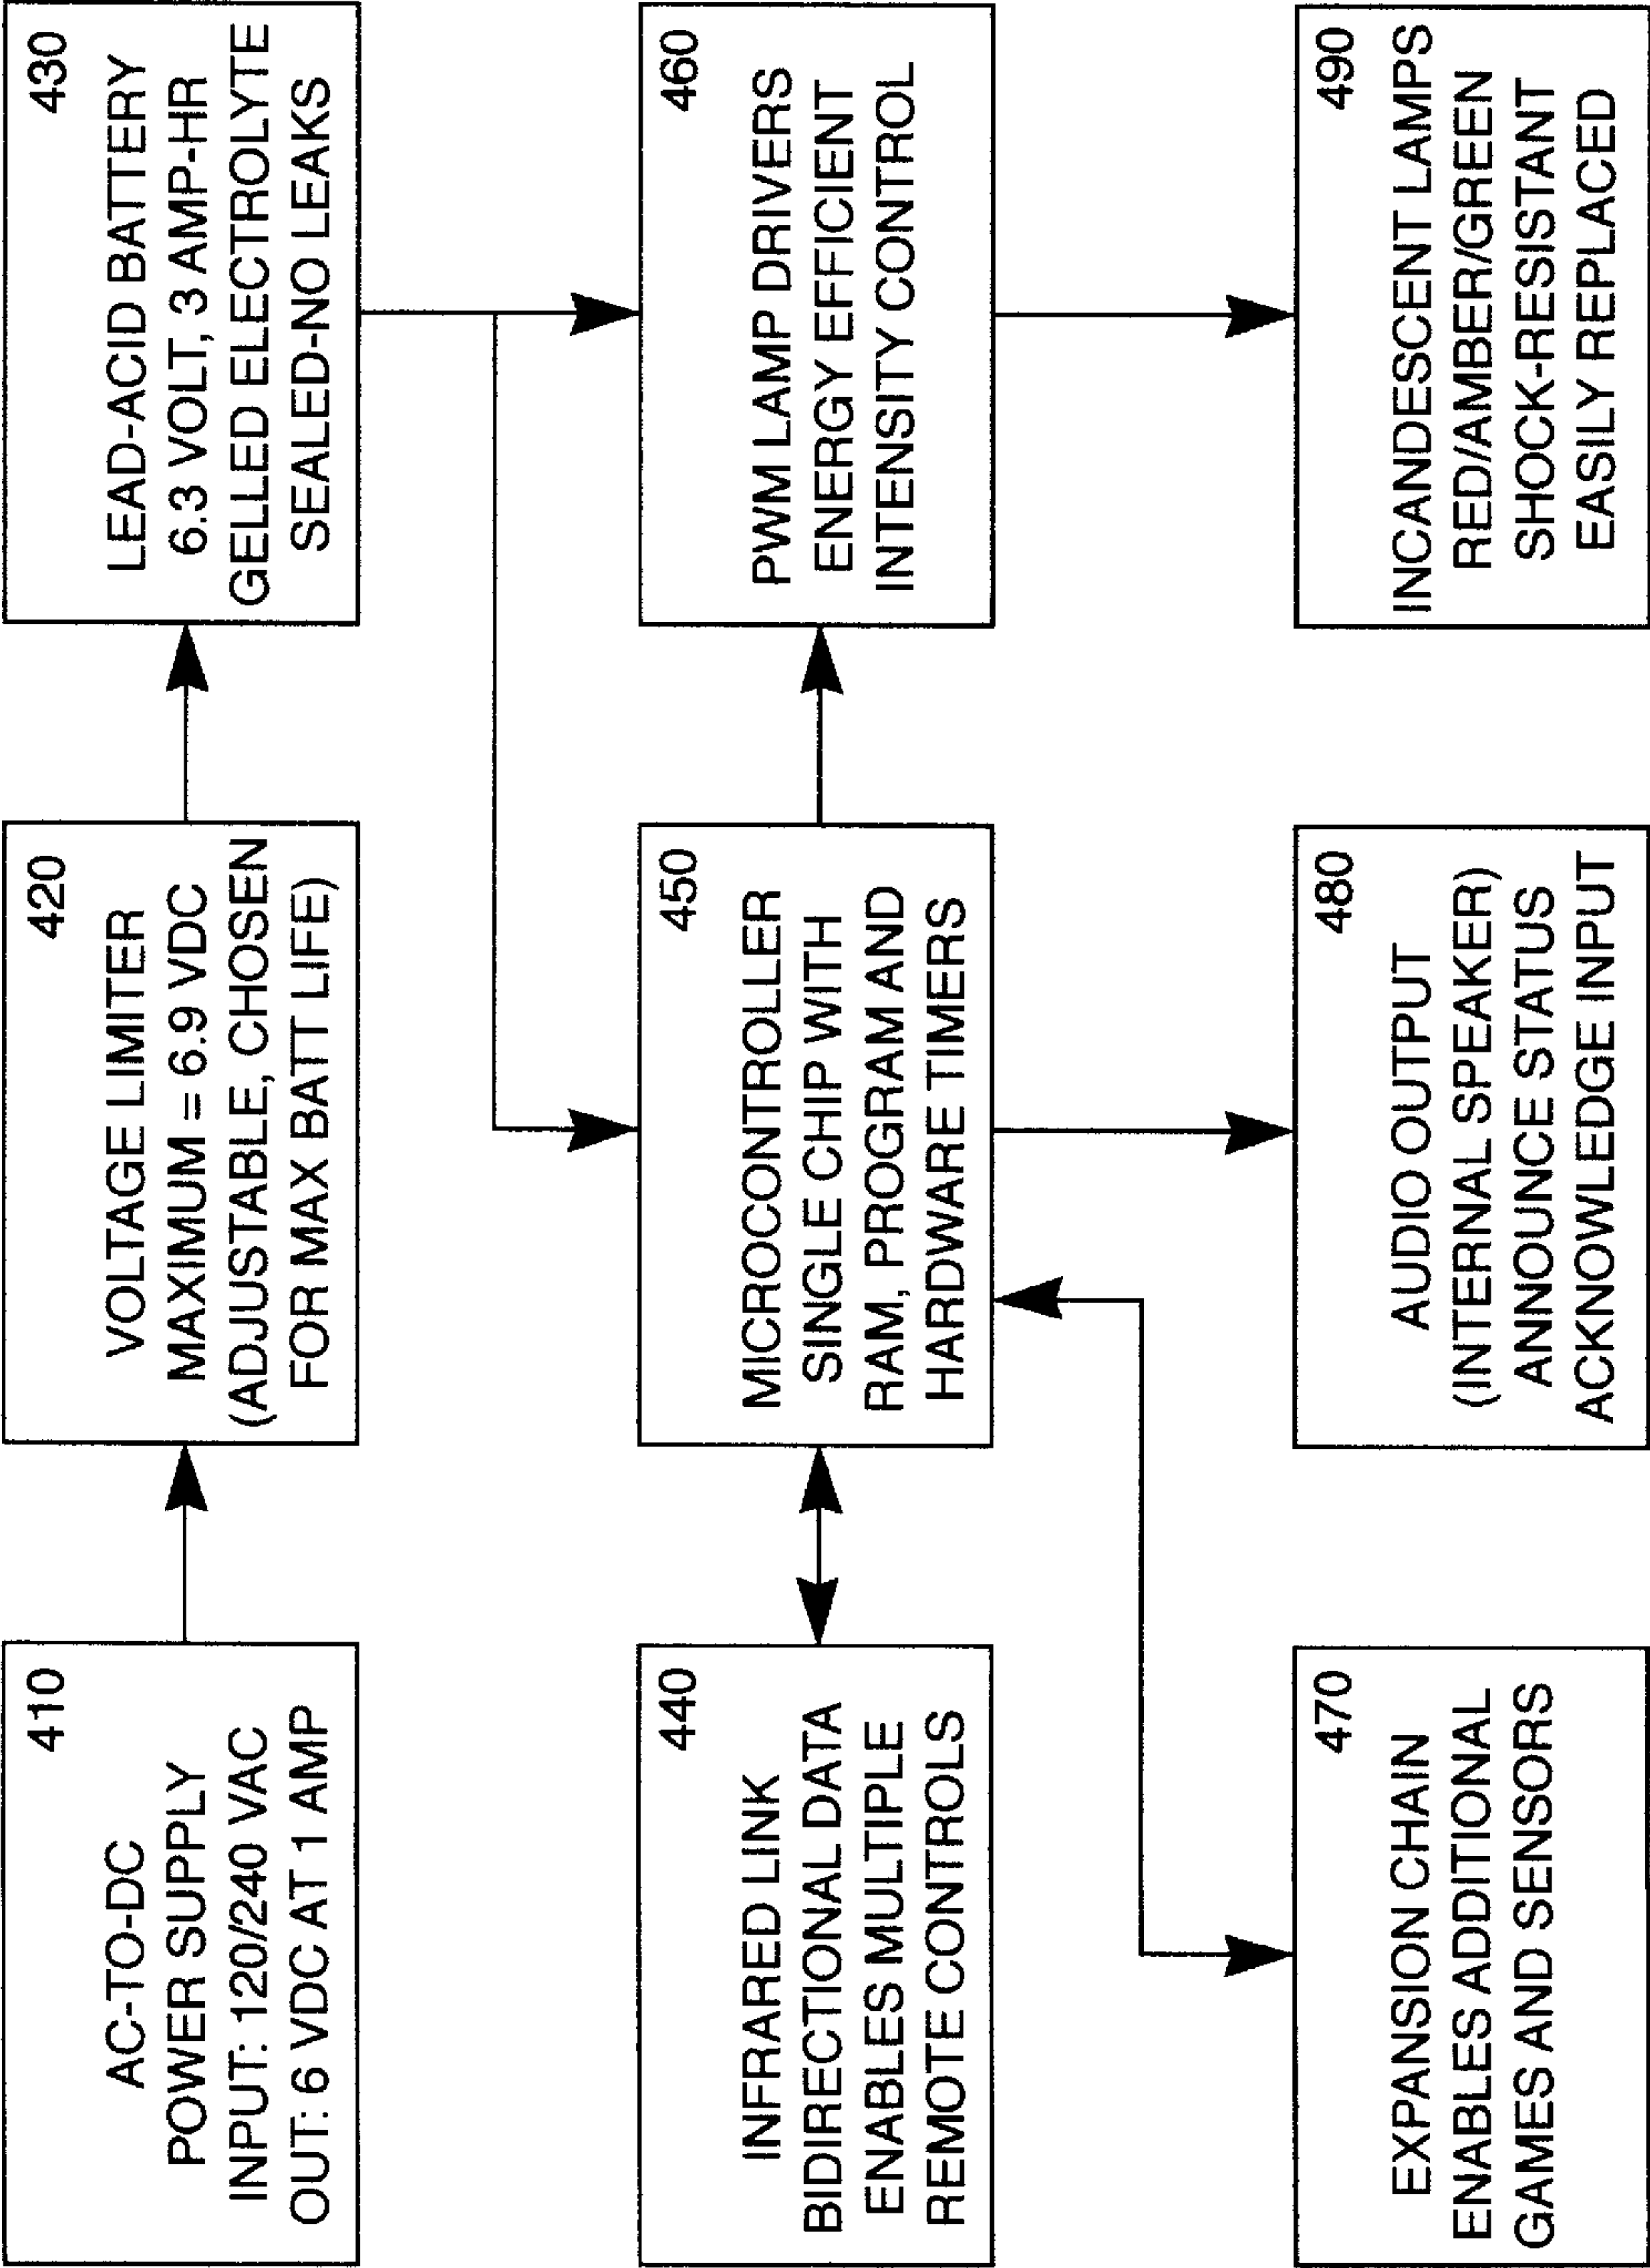 410
AC-TO-DC
POWER SUPPLY
INPUT: 120/240 VAC
OUT: 6 VDC AT 1 AMP
420
VOLTAGE LIMITER
MAXIMUM = 6.9 VDC
(ADJUSTABLE, CHOSEN
FOR MAX BATT LIFE)
430
LEAD-ACID BATTERY
6.3 VOLT, 3 AMP-HR
GELLED ELECTROLYTE
SEALED-NO LEAKS
440
INFRARED LINK
BIDIRECTIONAL DATA
ENABLES MULTIPLE
REMOTE CONTROLS
450
MICROCONTROLLER
SINGLE CHIP WITH
RAM, PROGRAM AND
HARDWARE TIMERS
460
PWM LAMP DRIVERS
ENERGY EFFICIENT
INTENSITY CONTROL
470
EXPANSION CHAIN
ENABLES ADDITIONAL
GAMES AND SENSORS
480
AUDIO OUTPUT
(INTERNAL SPEAKER)
ANNOUNCE STATUS
ACKNOWLEDGE INPUT
490
INCANDESCENT LAMPS
RED/AMBER/GREEN
SHOCK-RESISTANT
EASILY REPLACED